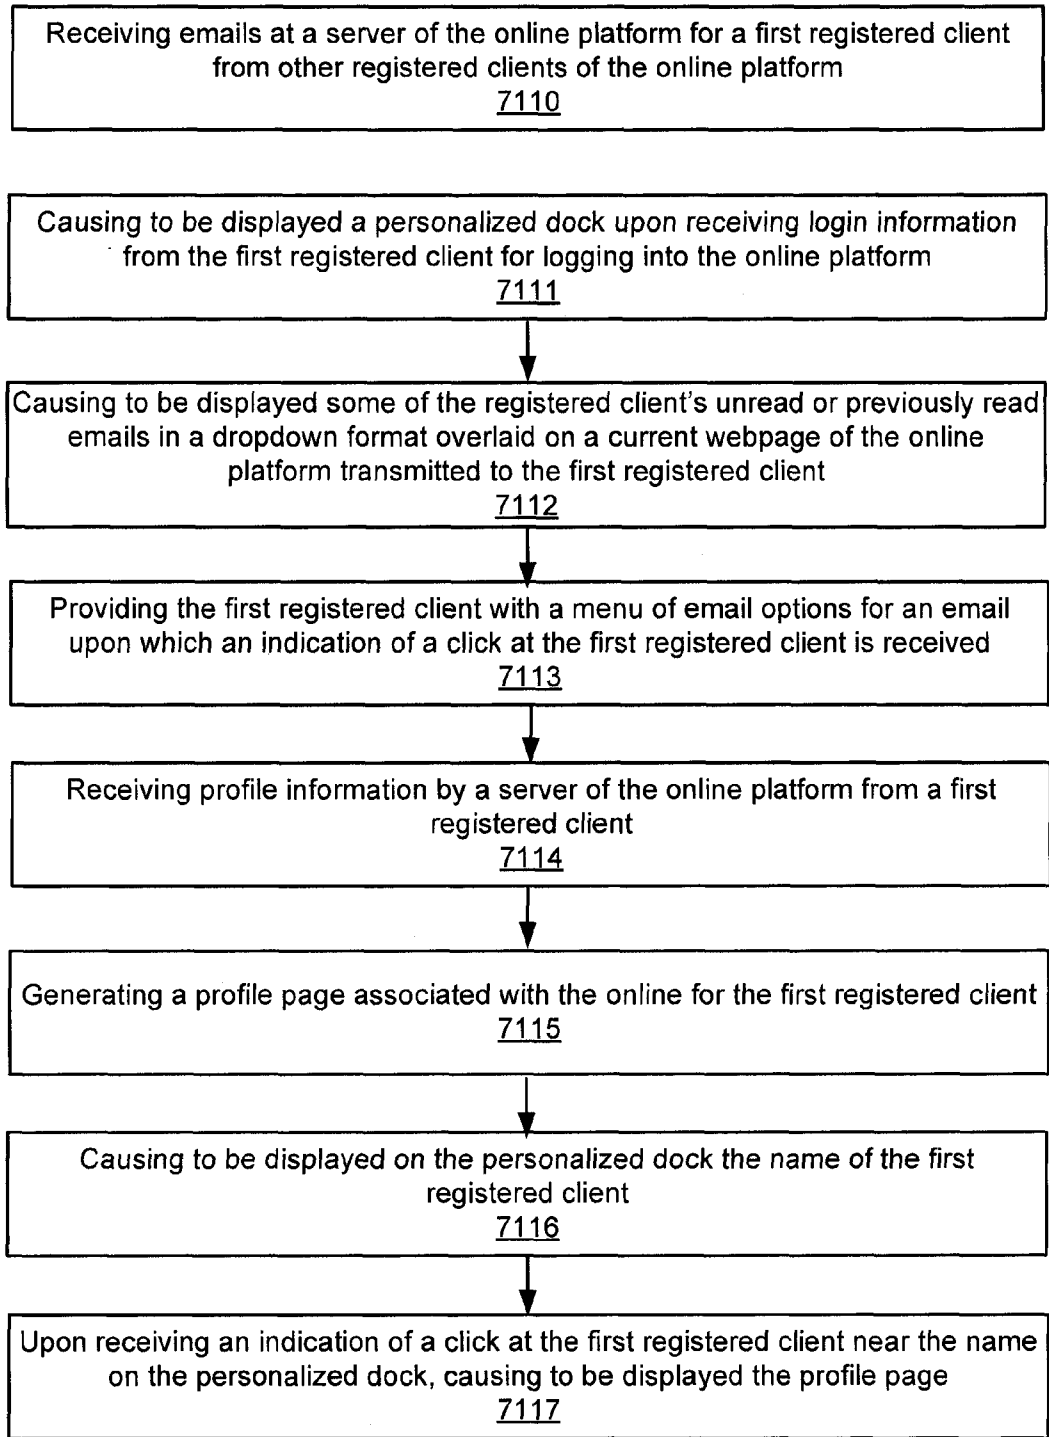 Receiving emails at a server of the online platform for a first registered client
from other registered clients of the online platform
7110
Causing to be displayed a personalized dock upon receiving login information
from the first registered client for logging into the online platform
7111
Causing to be displayed some of the registered client's unread or previously read
emails in a dropdown format overlaid on a current webpage of the online
platform transmitted to the first registered client
7112
Providing the first registered client with a menu of email options for an email
upon which an indication of a click at the first registered client is received
7113
Receiving profile information by a server of the online platform from a first
registered client
7114
Generating a profile page associated with the online for the first registered client
7115
Causing to be displayed on the personalized dock the name of the first
registered client
7116
Upon receiving an indication of a click at the first registered client near the name
on the personalized dock, causing to be displayed the profile page
7117